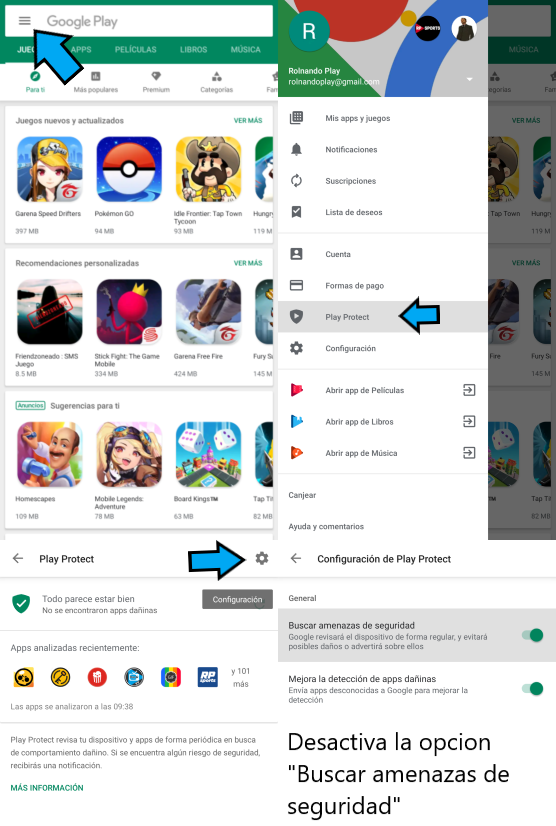 Google Play
JUE APPS PELÍCULAS LIBROS MÚSICA
Para ti Más populares Premium Categorías Fam
Juegos nuevos y actualizados VER MÁS
Garena Speed Drifters Pokémon GO Idle Frontier: Tap Town Tycoon Hungry
397 MB 94 MB 93 MB 119 M
Recomendaciones personalizadas VER MÁS
Friendzoneado : SMS Juego Stick Fight: The Game Mobile Garena Free Fire Fury Su
8.5 MB 334 MB 424 MB 145 M
Anuncios Sugerencias para ti
Homescapes Mobile Legends: Adventure Board Kings™ Tap Tit
109 MB 78 MB 63 MB 82 MB
R
RP SPORTS
Rolnando Play
rolnandoplay@gmail.com
Mis apps y juegos
Notificaciones
Suscripciones
Lista de deseos
Cuenta
Formas de pago
Play Protect
Configuración
Abrir app de Películas
Abrir app de Libros
Abrir app de Música
Canjear
Ayuda y comentarios
MÚSICA
Play Protect
Todo parece estar bien
No se encontraron apps dañinas
Configuración
Apps analizadas recientemente:
RP sports
y 101
más
Las apps se analizaron a las 09:38
Play Protect revisa tu dispositivo y apps de forma periódica en busca
de comportamiento dañino. Si se encuentra algún riesgo de seguridad,
recibirás una notificación.
MÁS INFORMACIÓN
Configuración de Play Protect
General
Buscar amenazas de seguridad
Google revisará el dispositivo de forma regular, y evitará
posibles daños o advertirá sobre ellos
Mejora la detección de apps dañinas
Envía apps desconocidas a Google para mejorar la
detección
Desactiva la opcion
"Buscar amenazas de
seguridad"